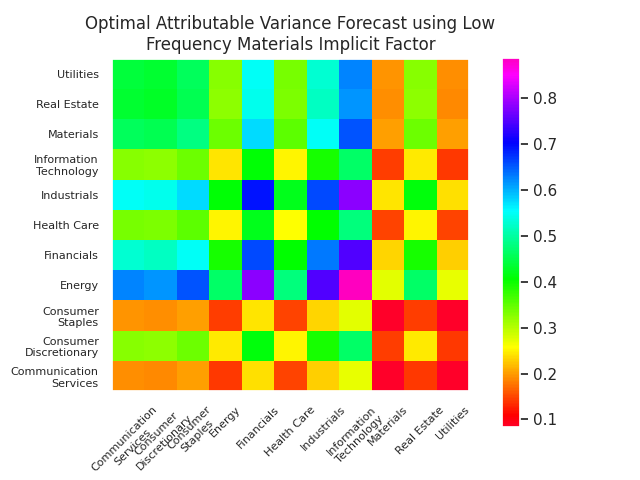 Optimal Attributable Variance Forecast using Low
Frequency Materials Implicit Factor
Utilities
Real Estate
Materials
Information
Technology
Industrials
Health Care
Financials
Energy
Consumer
Staples
Consumer
Discretionary
Communication
Services
Communication
Services
Consumer
Discretionary
Consumer
Staples
Energy
Financials
Health Care
Industrials
Information
Technology
Materials
Real Estate
Utilities
0.8
0.7
0.6
0.5
0.4
0.3
0.2
0.1